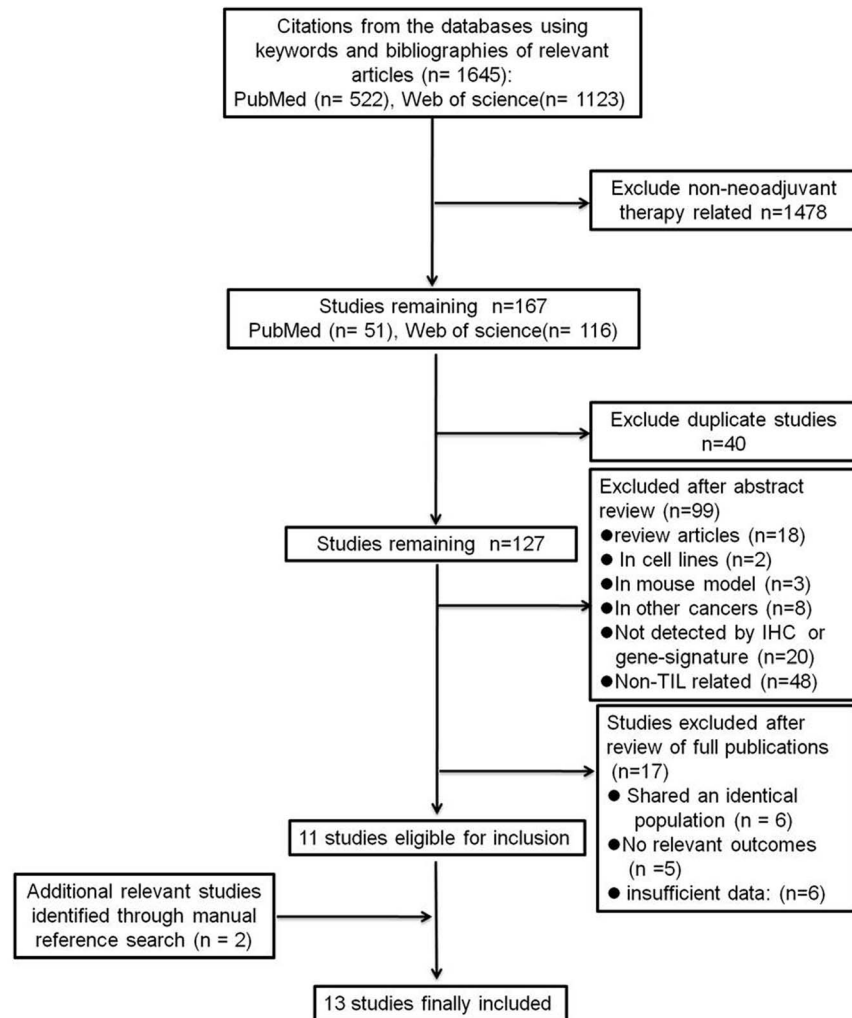 Citations from the databases using
keywords and bibliographies of relevant
articles (n= 1645):
PubMed (n= 522), Web of science(n= 1123)
Exclude non-neoadjuvant
therapy related n=1478
Studies remaining n=167
PubMed (n= 51), Web of science(n= 116)
Exclude duplicate studies
n=40
Studies remaining n=127
Excluded after abstract
review (n=99)
●review articles (n=18)
● In cell lines (n=2)
●In mouse model (n=3)
●In other cancers (n=8)
●Not detected by IHC or
gene-signature (n=20)
●Non-TIL related (n=48)
Studies excluded after
review of full publications
(n=17)
● Shared an identical
population (n = 6)
●No relevant outcomes
(n =5)
● insufficient data: (n=6)
11 studies eligible for inclusion
Additional relevant studies
identified through manual
reference search (n = 2)
13 studies finally included